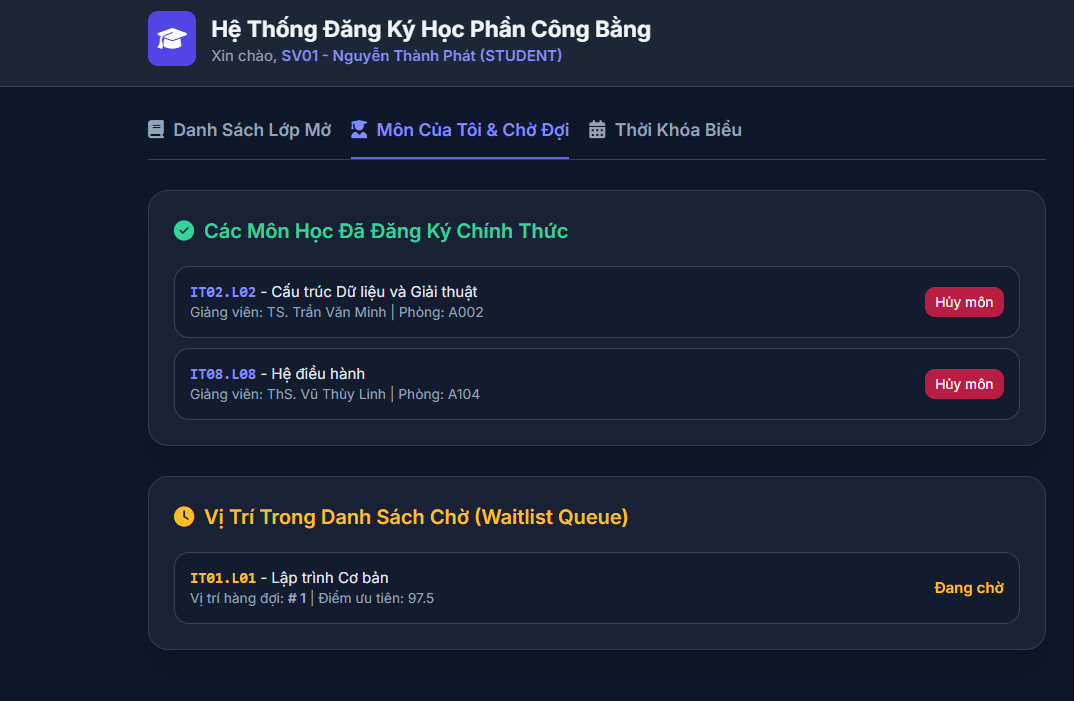 Hệ Thống Đăng Ký Học Phần Công Bằng
Xin chào, SV01 - Nguyễn Thành Phát (STUDENT)
Danh Sách Lớp Mở Môn Của Tôi & Chờ Đợi Thời Khóa Biểu
Các Môn Học Đã Đăng Ký Chính Thức
IT02.L02 - Cấu trúc Dữ liệu và Giải thuật
Giảng viên: TS. Trần Văn Minh | Phòng: A002
Hủy môn
IT08.L08 - Hệ điều hành
Giảng viên: ThS. Vũ Thùy Linh | Phòng: A104
Hủy môn
Vị Trí Trong Danh Sách Chờ (Waitlist Queue)
IT01.L01 - Lập trình Cơ bản
Vị trí hàng đợi: #1 | Điểm ưu tiên: 97.5
Đang chờ